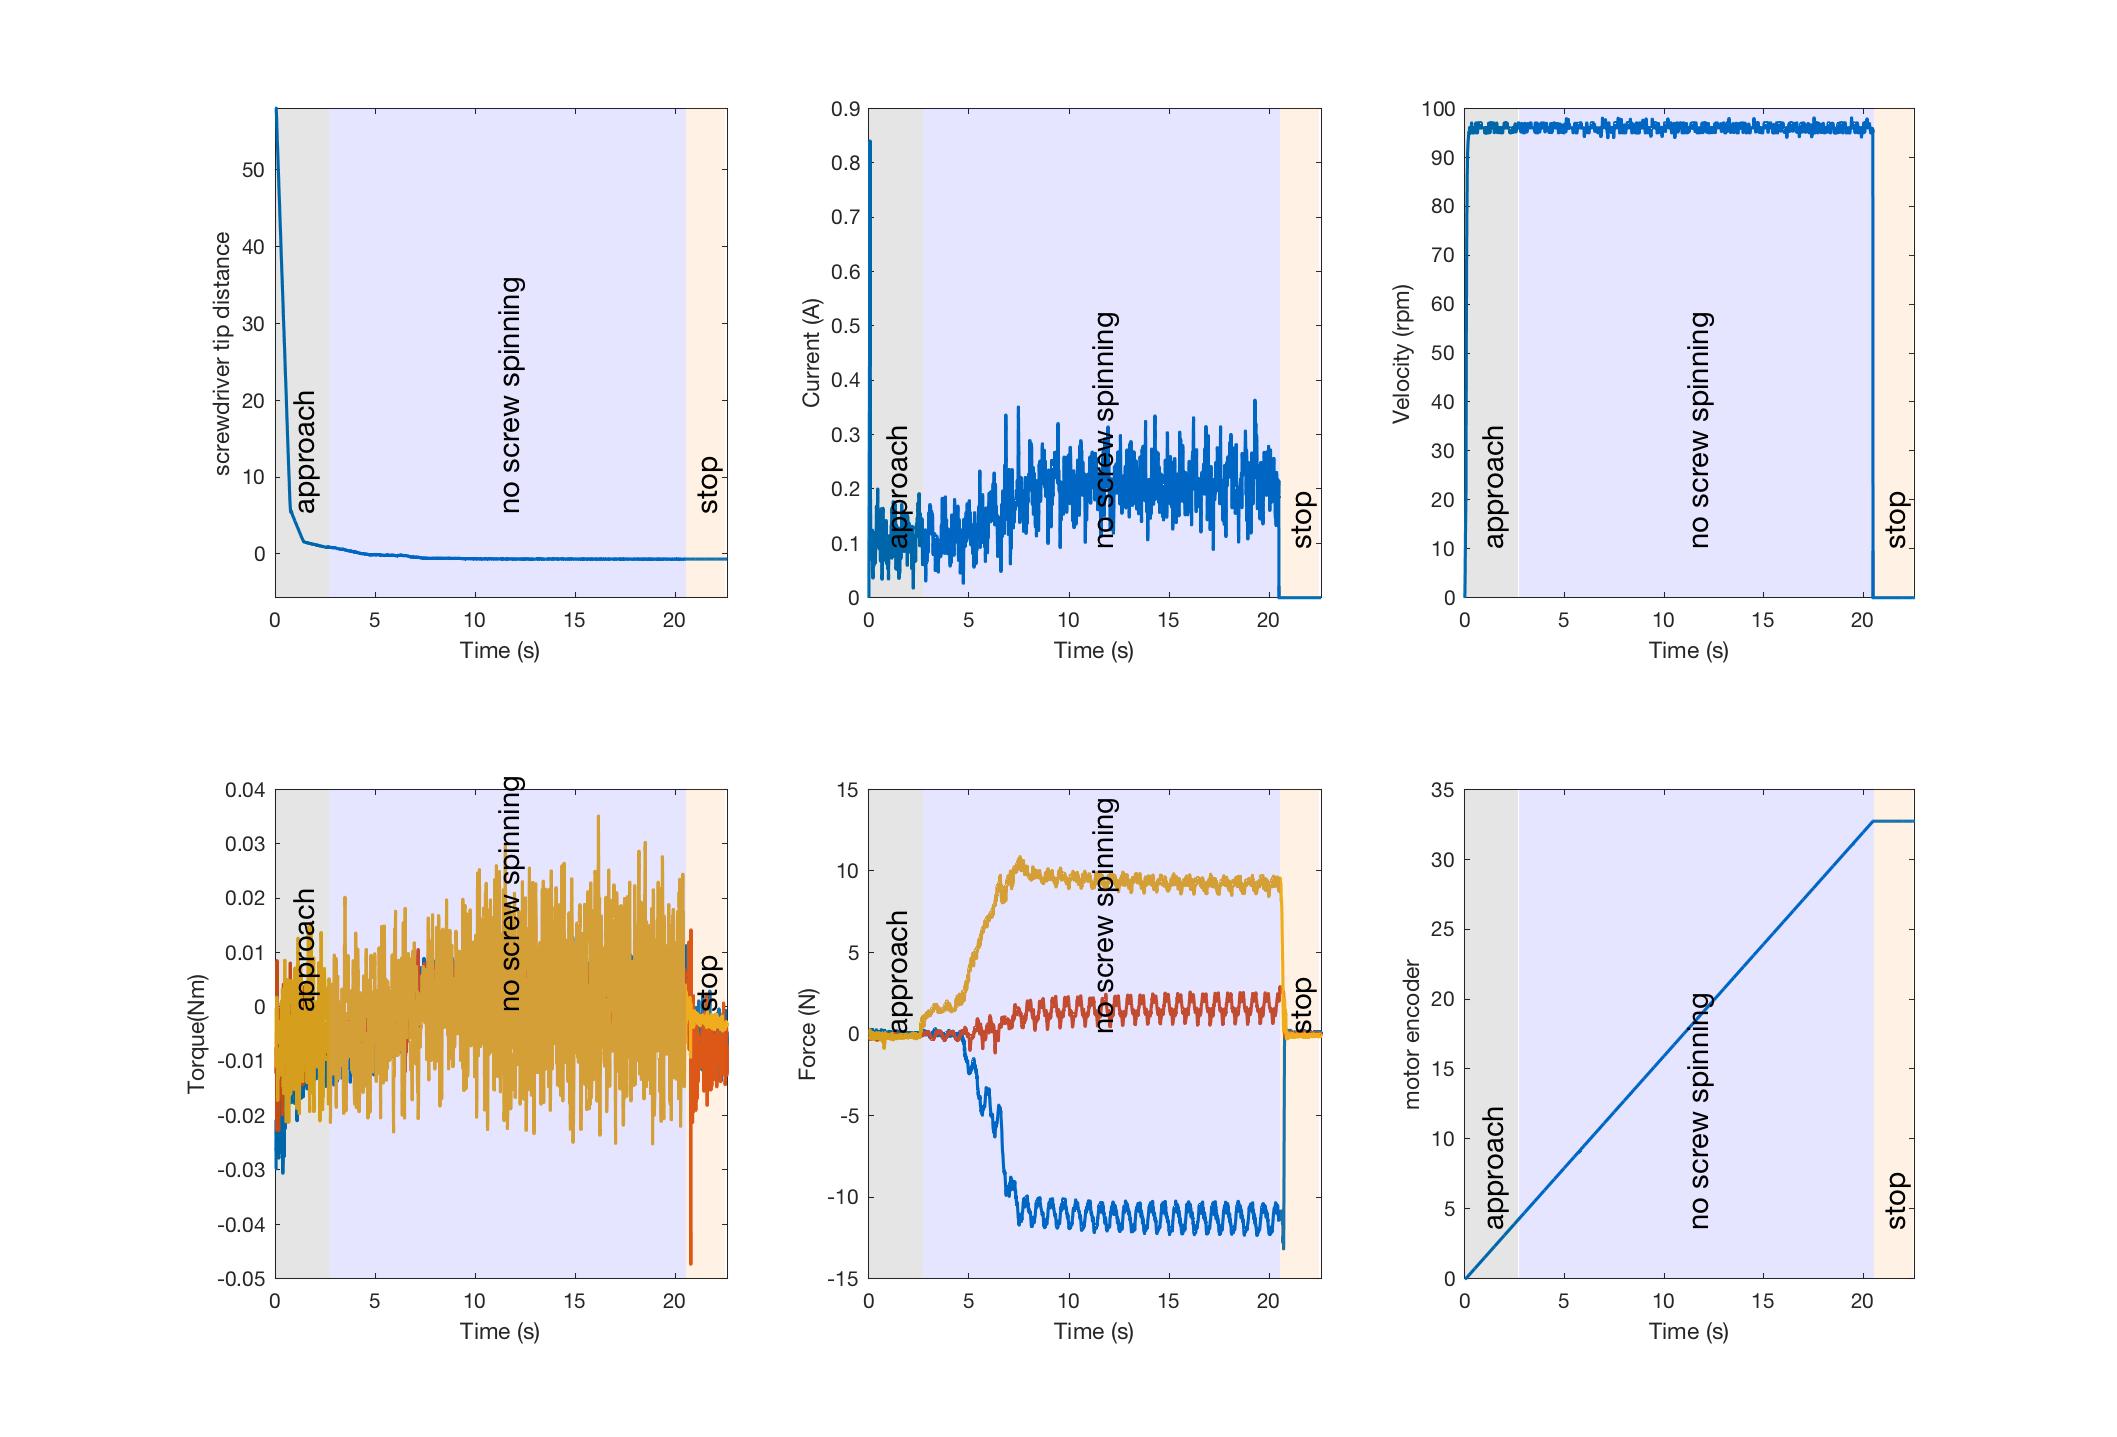 screwdriver tip distance
50
40
30
20
10
0
approach
no screw spinning
stop
0 5 10 15 20
Time (s)
Current (A)
0.9
0.8
0.7
0.6
0.5
0.4
0.3
0.2
0.1
0
approach
no screw spinning
stop
0 5 10 15 20
Time (s)
Velocity (rpm)
100
90
80
70
60
50
40
30
20
10
0
approach
no screw spinning
stop
0 5 10 15 20
Time (s)
Torque(Nm)
0.04
0.03
0.02
0.01
0
-0.01
-0.02
-0.03
-0.04
-0.05
approach
no screw spinning
stop
0 5 10 15 20
Time (s)
Force (N)
15
10
5
0
-5
-10
-15
approach
no screw spinning
stop
0 5 10 15 20
Time (s)
motor encoder
35
30
25
20
15
10
5
0
approach
no screw spinning
stop
0 5 10 15 20
Time (s)